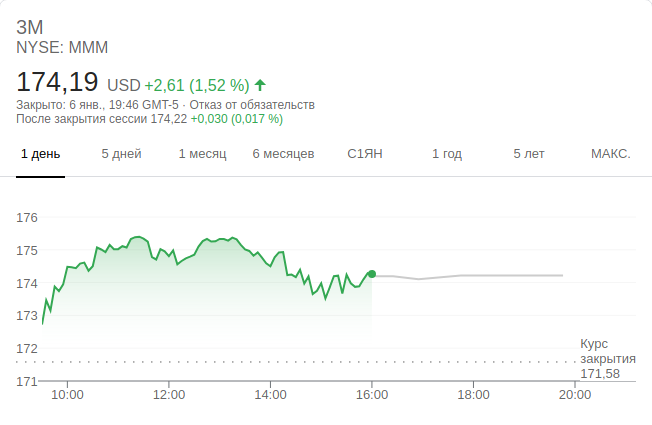 3M
NYSE: MMM
174,19 USD +2,61 (1,52 %)
Закрыто: 6 янв., 19:46 GMT-5 · Отказ от обязательств
После закрытия сессии 174,22 +0,030 (0,017 %)
1 день 5 дней 1 месяц 6 месяцев С1ЯН 1 год 5 лет МАКС.
176
175
174
173
172
171
Курс
закрытия
171,58
10:00 12:00 14:00 16:00 18:00 20:00